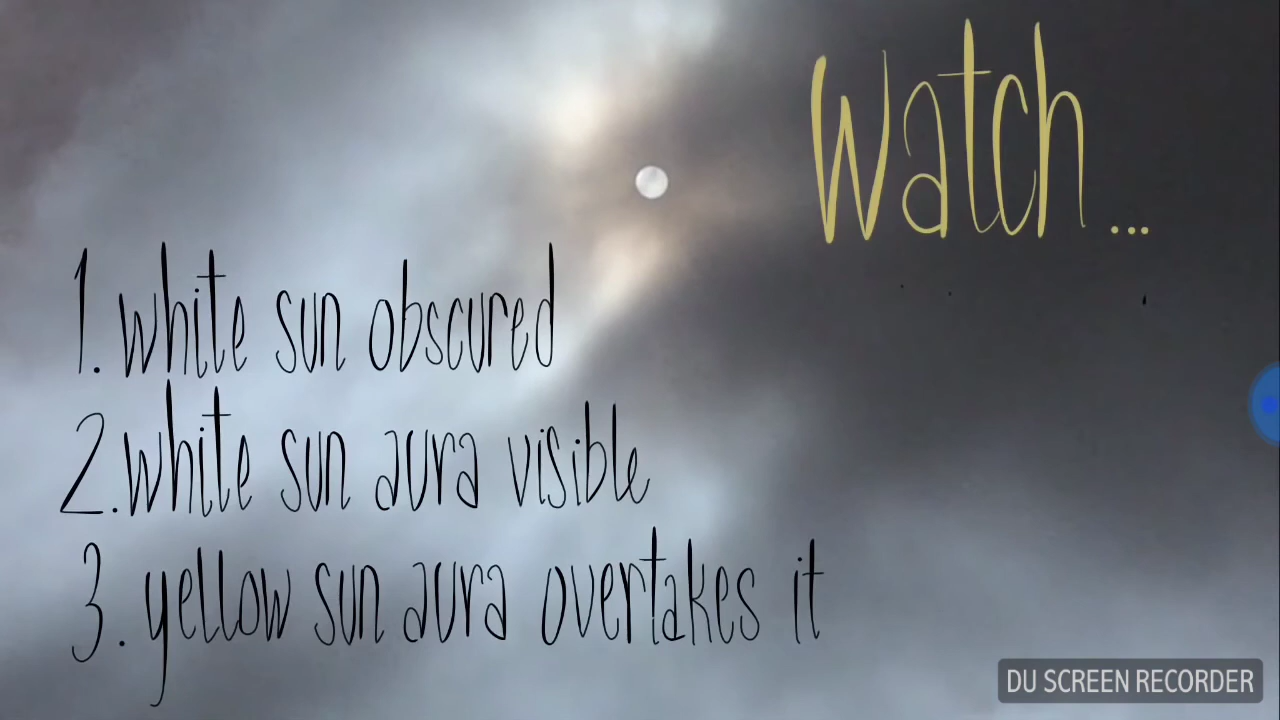 Watch...
1. white sun obscured
2. white sun aura visible
3. yellow sun aura overtakes it
DU SCREEN RECORDER